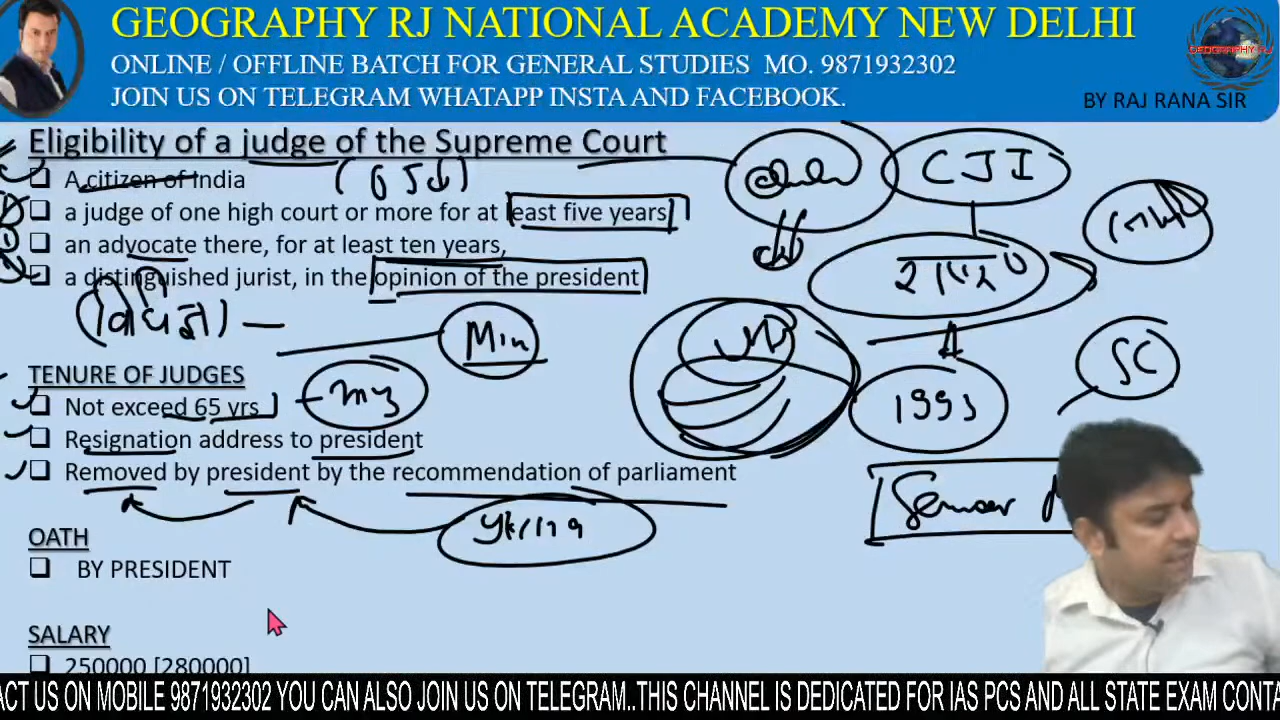 GEOGRAPHY RJ NATIONAL ACADEMY NEW DELHI
ONLINE / OFFLINE BATCH FOR GENERAL STUDIES MO. 9871932302
JOIN US ON TELEGRAM WHATAPP INSTA AND FACEBOOK.
GEOGRAPHY RJ
BY RAJ RANA SIR
Eligibility of a judge of the Supreme Court
CJI
A citizen of India
a judge of one high court or more for at least five years,
an advocate there, for at least ten years,
a distinguished jurist, in the opinion of the president
Min
SC
TENURE OF JUDGES
1993
Not exceed 65 yrs
Resignation address to president
Removed by president by the recommendation of parliament
OATH
BY PRESIDENT
SALARY
250000 [280000]
ACT US ON MOBILE 9871932302 YOU CAN ALSO JOIN US ON TELEGRAM..THIS CHANNEL IS DEDICATED FOR IAS PCS AND ALL STATE EXAM CONTA